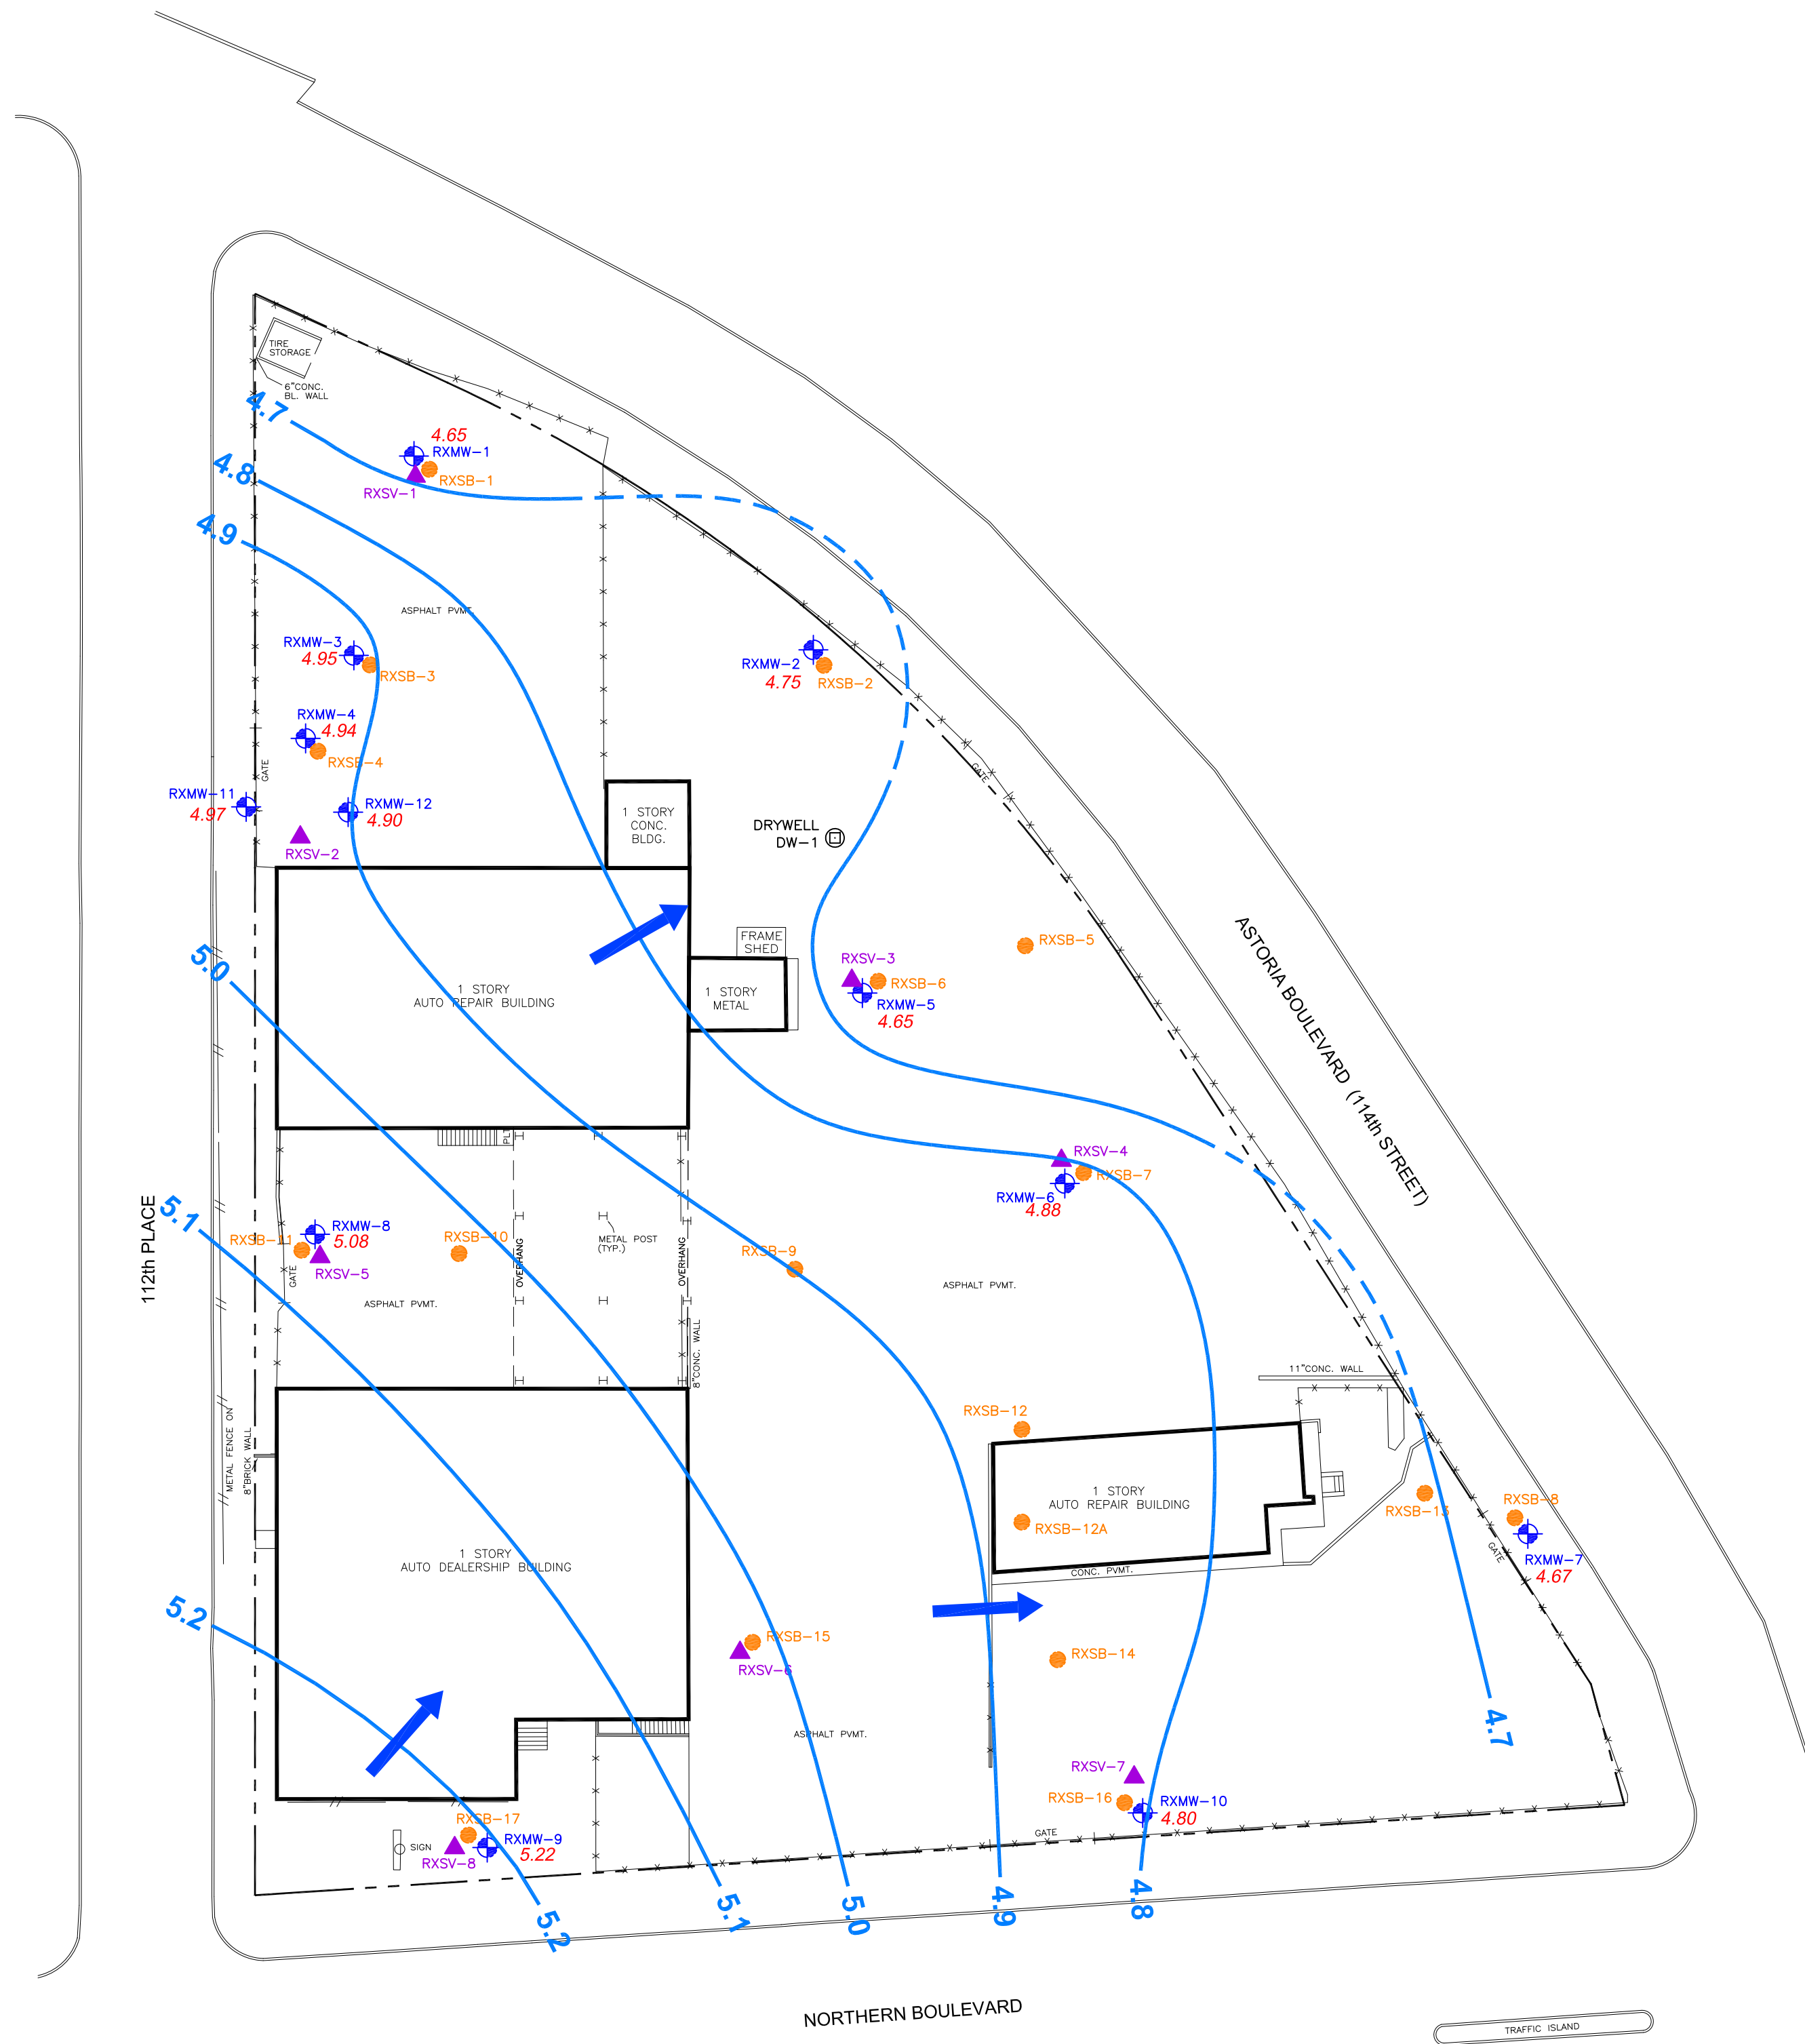 TIRE
STORAGE
6"CONC.
BL. WALL
4.7
4.65
RXMW-1
RXSB-1
RXSV-1
4.8
4.9
ASPHALT PVMT.
RXMW-3
4.95
RXSB-3
RXMW-2
4.75
RXSB-2
RXMW-4
4.94
RXSB-4
GATE
GATE
RXMW-11
4.97
RXMW-12
4.90
RXSV-2
1 STORY
CONC.
BLDG.
DRYWELL
DW-1
FRAME
SHED
RXSB-5
ASTORIA BOULEVARD (114th STREET)
5.0
1 STORY
AUTO REPAIR BUILDING
1 STORY
METAL
RXSV-3
RXSB-6
RXMW-5
4.65
PLT
RXSV-4
RXSB-7
RXMW-6
4.88
112th PLACE
5.1
RXMW-8
5.08
RXSB-11
RXSV-5
GATE
RXSB-10
OVERHANG
METAL POST
(TYP.)
OVERHANG
RXSB-9
ASPHALT PVMT.
ASPHALT PVMT.
8"CONC. WALL
11"CONC. WALL
METAL FENCE ON
8"BRICK WALL
RXSB-12
1 STORY
AUTO REPAIR BUILDING
RXSB-12A
CONC. PVMT.
RXSB-13
RXSB-8
RXMW-7
4.67
GATE
1 STORY
AUTO DEALERSHIP BUILDING
5.2
RXSB-15
RXSV-6
RXSB-14
ASPHALT PVMT.
4.7
RXSV-7
RXSB-16
RXMW-10
4.80
GATE
RXSB-17
SIGN
RXSV-8
RXMW-9
5.22
5.2
5.1
5.0
4.9
4.8
NORTHERN BOULEVARD
TRAFFIC ISLAND